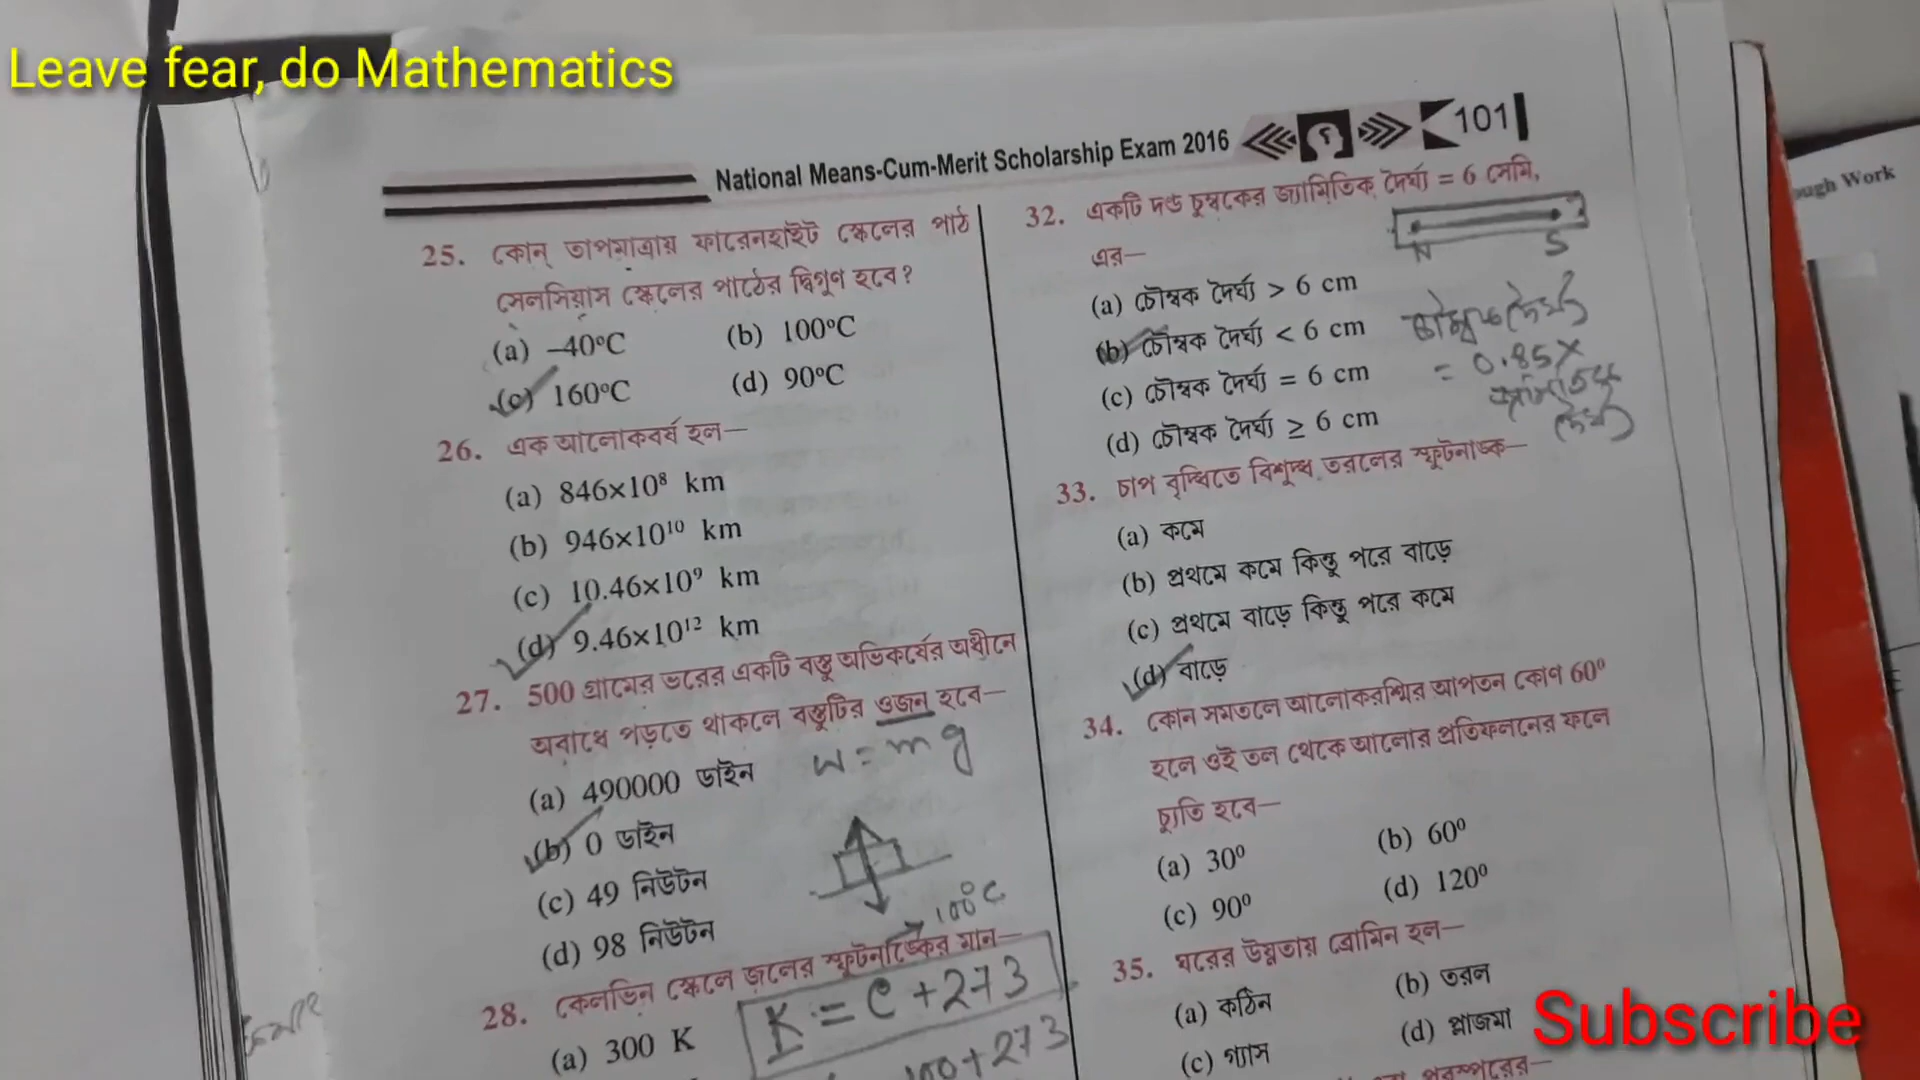 Leave fear, do Mathematics
National Means-Cum-Merit Scholarship Exam 2016
101
ough Work
25. কোন্ তাপমাত্রায় ফারেনহাইট স্কেলের পাঠ
সেলসিয়াস স্কেলের পাঠের দ্বিগুণ হবে?
(a) –40°C (b) 100°C
(c) 160°C (d) 90°C
26. এক আলোকবর্ষ হল—
(a) 846×10⁸ km
(b) 946×10¹⁰ km
(c) 10.46×10⁹ km
(d) 9.46×10¹² km
27. 500 গ্রামের ভরের একটি বস্তু অভিকর্ষের অধীনে
অবাধে পড়তে থাকলে বস্তুটির ওজন হবে—
W = mg
(a) 490000 ডাইন
(b) 0 ডাইন
(c) 49 নিউটন
(d) 98 নিউটন
100°C
28. কেলভিন স্কেলে জলের স্ফুটনাঙ্কের মান—
K = C + 273
(a) 300 K
100+273
32. একটি দণ্ড চুম্বকের জ্যামিতিক দৈর্ঘ্য = 6 সেমি,
এর—
N S
(a) চৌম্বক দৈর্ঘ্য > 6 cm
(b) চৌম্বক দৈর্ঘ্য < 6 cm
(c) চৌম্বক দৈর্ঘ্য = 6 cm
(d) চৌম্বক দৈর্ঘ্য ≥ 6 cm
= 0.85×
33. চাপ বৃদ্ধিতে বিশুদ্ধ তরলের স্ফুটনাঙ্ক—
(a) কমে
(b) প্রথমে কমে কিন্তু পরে বাড়ে
(c) প্রথমে বাড়ে কিন্তু পরে কমে
(d) বাড়ে
34. কোন সমতলে আলোকরশ্মির আপতন কোণ 60°
হলে ওই তল থেকে আলোর প্রতিফলনের ফলে
চ্যুতি হবে—
(a) 30° (b) 60°
(c) 90° (d) 120°
35. ঘরের উষ্ণতায় ব্রোমিন হল—
(a) কঠিন (b) তরল
(c) গ্যাস (d) প্লাজমা
পরস্পরের—
Subscribe